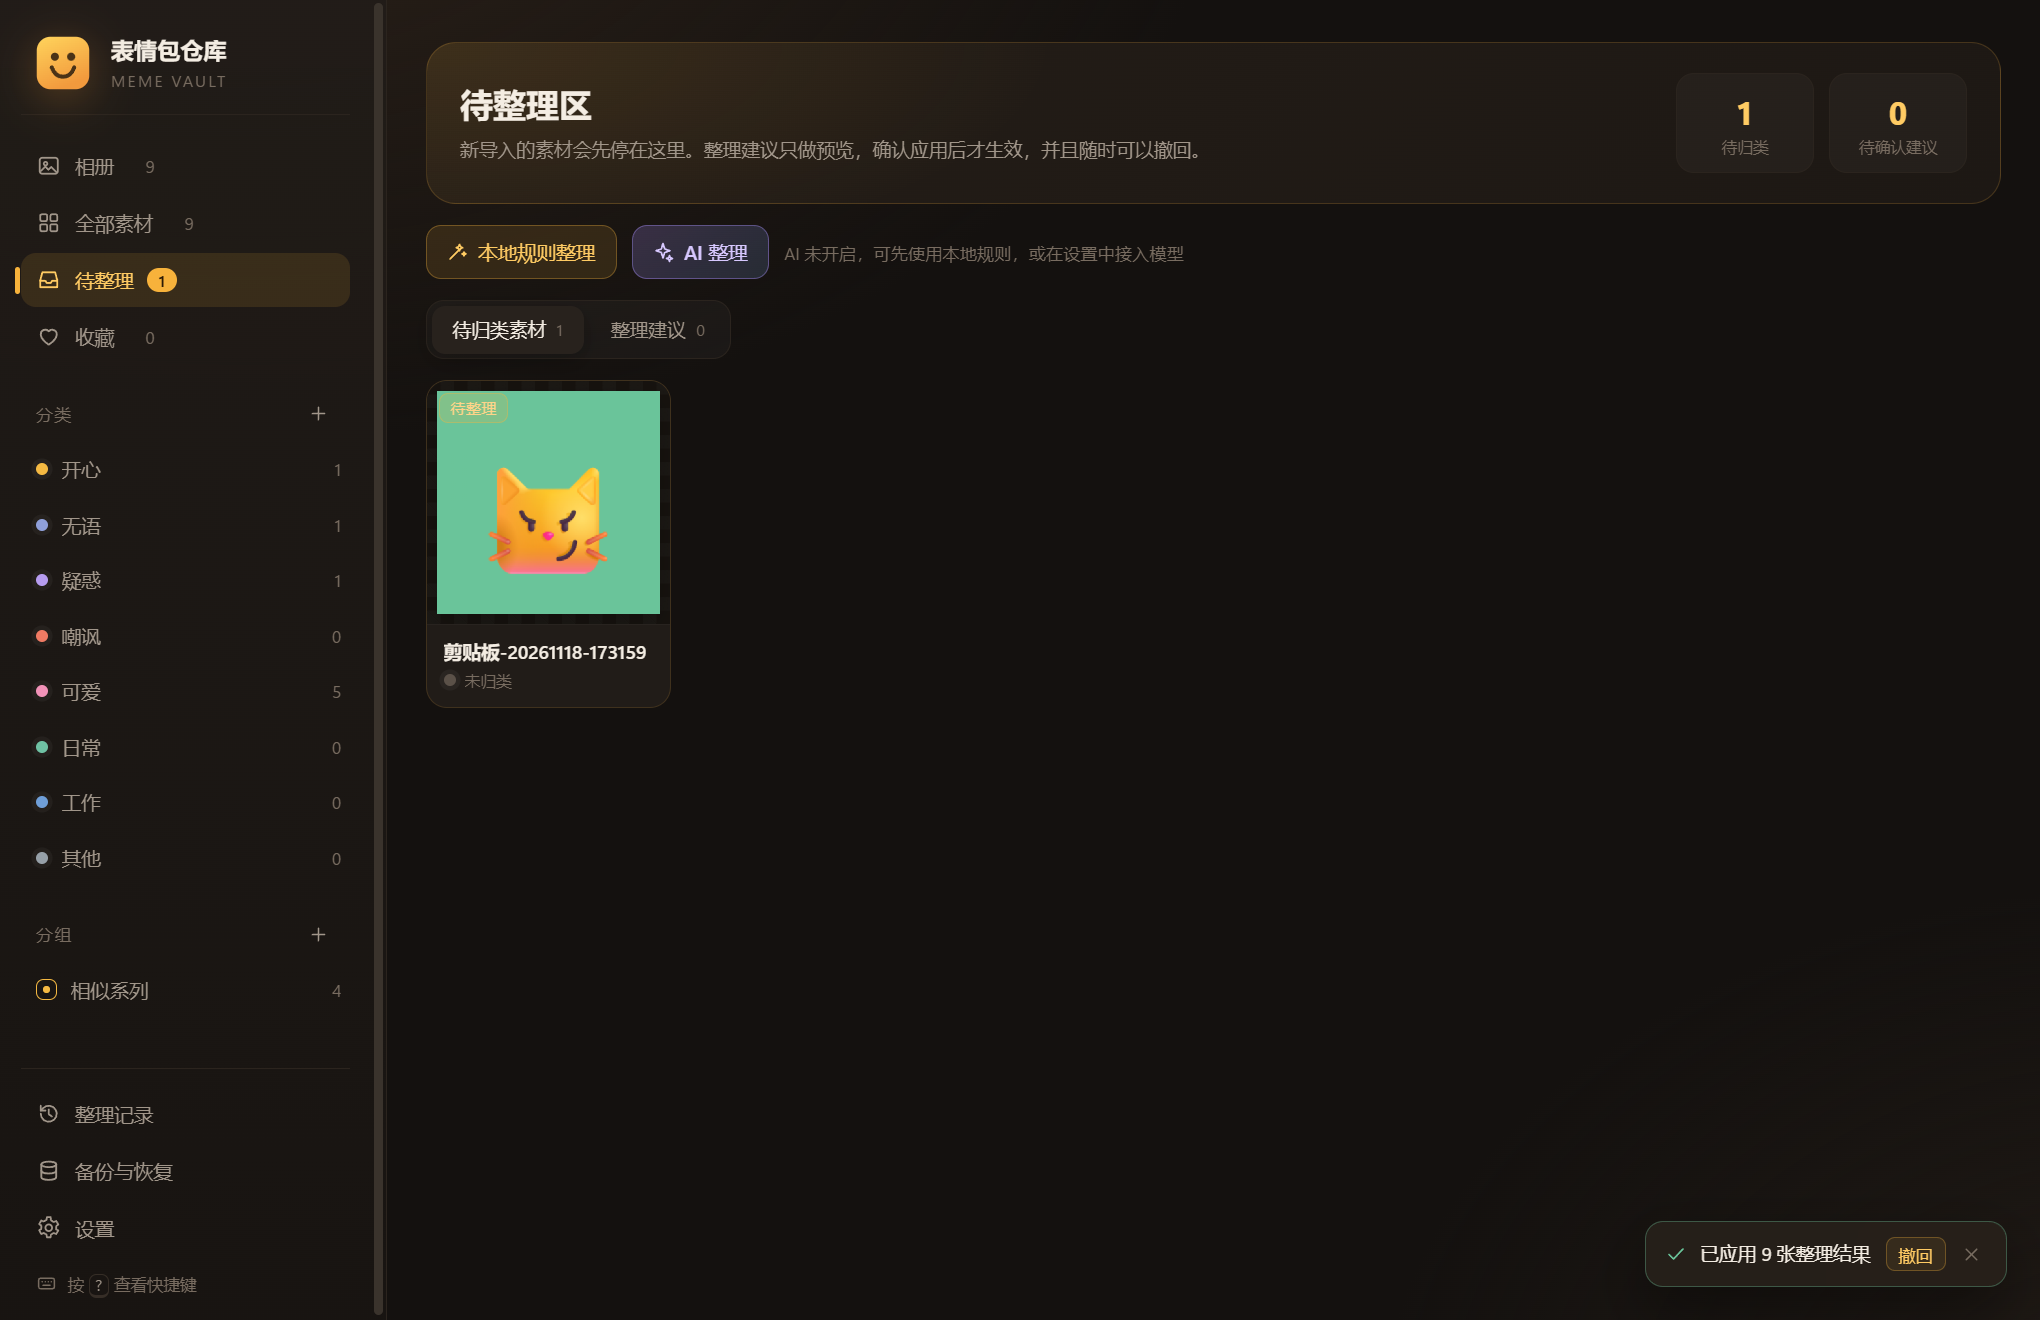 表情包仓库
MEME VAULT
相册 9
全部素材 9
待整理 1
收藏 0
分类
开心 1
无语 1
疑惑 1
嘲讽 0
可爱 5
日常 0
工作 0
其他 0
分组
相似系列 4
整理记录
备份与恢复
设置
按 ? 查看快捷键
待整理区
新导入的素材会先停在这里。整理建议只做预览，确认应用后才生效，并且随时可以撤回。
1
待归类
0
待确认建议
本地规则整理
AI 整理
AI 未开启，可先使用本地规则，或在设置中接入模型
待归类素材 1
整理建议 0
待整理
剪贴板-20261118-173159
未归类
已应用 9 张整理结果
撤回